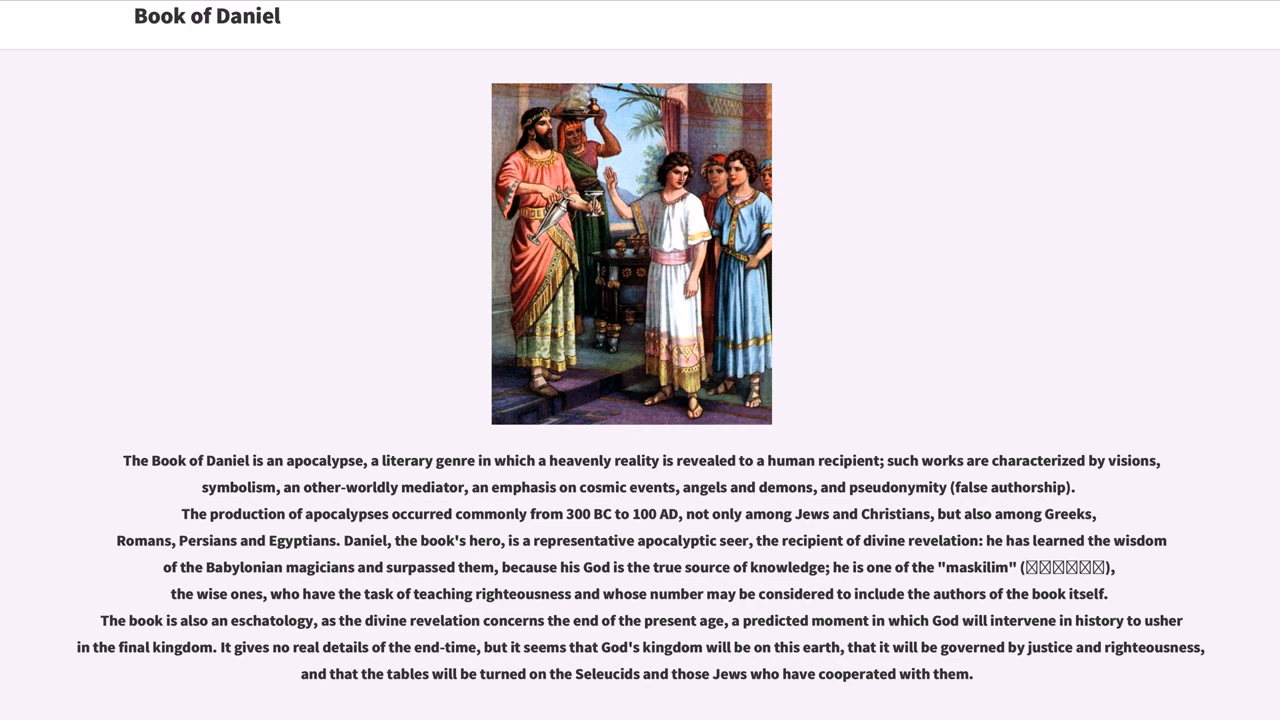 Book of Daniel
The Book of Daniel is an apocalypse, a literary genre in which a heavenly reality is revealed to a human recipient; such works are characterized by visions,
symbolism, an other-worldly mediator, an emphasis on cosmic events, angels and demons, and pseudonymity (false authorship).
The production of apocalypses occurred commonly from 300 BC to 100 AD, not only among Jews and Christians, but also among Greeks,
Romans, Persians and Egyptians. Daniel, the book's hero, is a representative apocalyptic seer, the recipient of divine revelation: he has learned the wisdom
of the Babylonian magicians and surpassed them, because his God is the true source of knowledge; he is one of the "maskilim" (),
the wise ones, who have the task of teaching righteousness and whose number may be considered to include the authors of the book itself.
The book is also an eschatology, as the divine revelation concerns the end of the present age, a predicted moment in which God will intervene in history to usher
in the final kingdom. It gives no real details of the end-time, but it seems that God's kingdom will be on this earth, that it will be governed by justice and righteousness,
and that the tables will be turned on the Seleucids and those Jews who have cooperated with them.